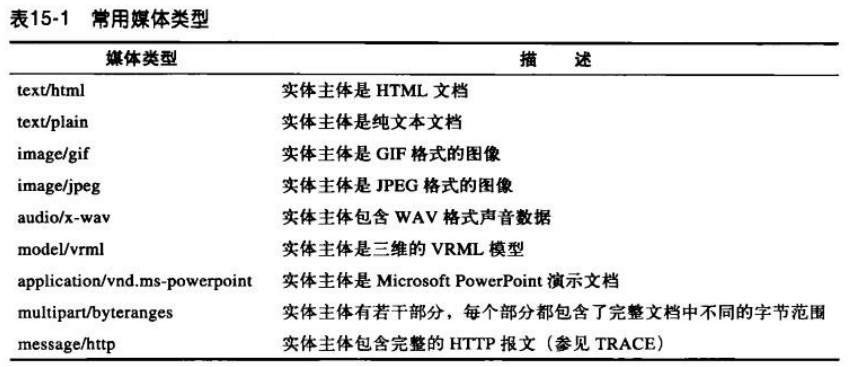 表15-1 常用媒体类型
媒体类型 描 述
text/html 实体主体是 HTML 文档
text/plain 实体主体是纯文本文档
image/gif 实体主体是 GIF 格式的图像
image/jpeg 实体主体是 JPEG 格式的图像
audio/x-wav 实体主体包含 WAV 格式声音数据
model/vrml 实体主体是三维的 VRML 模型
application/vnd.ms-powerpoint 实体主体是 Microsoft PowerPoint 演示文档
multipart/byteranges 实体主体有若干部分，每个部分都包含了完整文档中不同的字节范围
message/http 实体主体包含完整的 HTTP 报文（参见 TRACE）